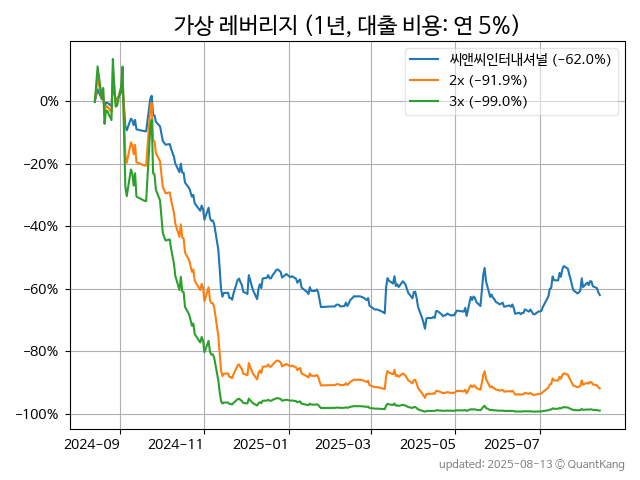 가상 레버리지 (1년, 대출 비용: 연 5%)
씨앤씨인터내셔널 (−62.0%)
2x (−91.9%)
3x (−99.0%)
0%
−20%
−40%
−60%
−80%
−100%
2024-09
2024-11
2025-01
2025-03
2025-05
2025-07
updated: 2025-08-13 © QuantKang